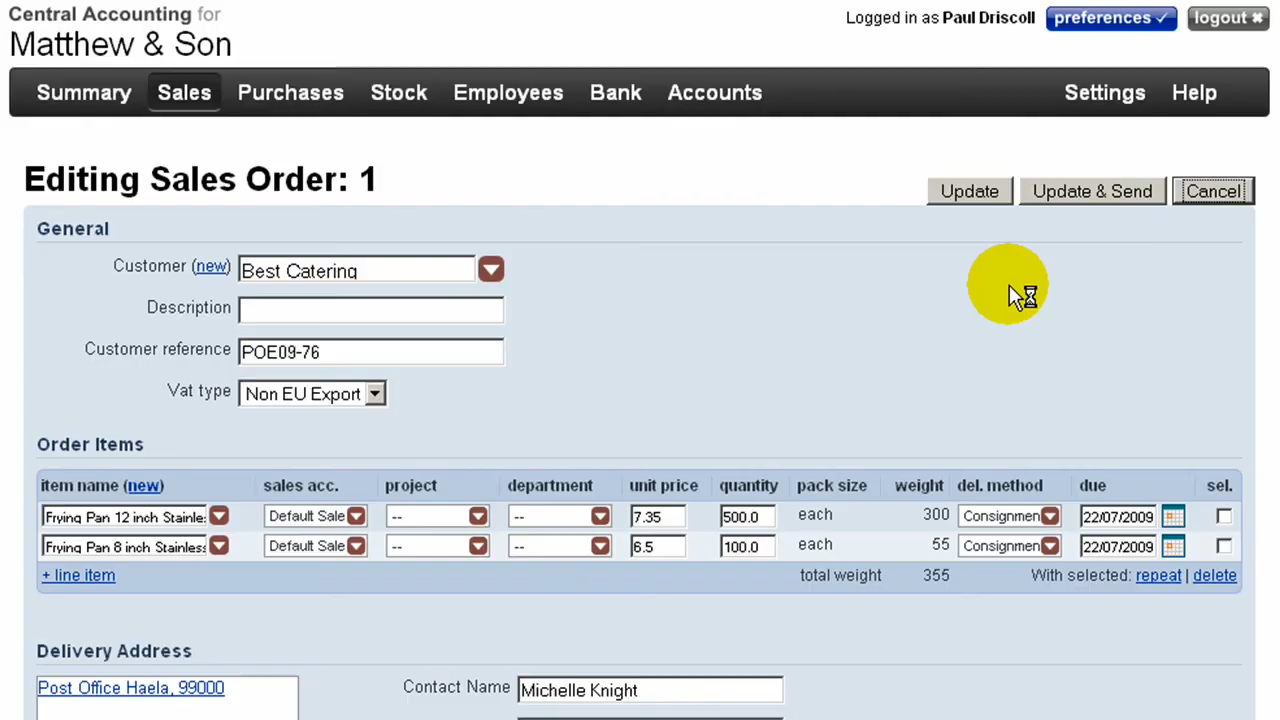 Central Accounting for
Matthew & Son
Logged in as Paul Driscoll preferences ✓ logout ✖
Summary Sales Purchases Stock Employees Bank Accounts Settings Help
Editing Sales Order: 1
Update Update & Send Cancel
General
Customer (new) Best Catering
Description
Customer reference POE09-76
Vat type Non EU Export
Order Items
item name (new) sales acc. project department unit price quantity pack size weight del. method due sel.
Frying Pan 12 inch Stainle: Default Sale -- -- 7.35 500.0 each 300 Consignmen 22/07/2009
Frying Pan 8 inch Stainless Default Sale -- -- 6.5 100.0 each 55 Consignmen 22/07/2009
+ line item total weight 355 With selected: repeat | delete
Delivery Address
Post Office Haela, 99000 Contact Name Michelle Knight